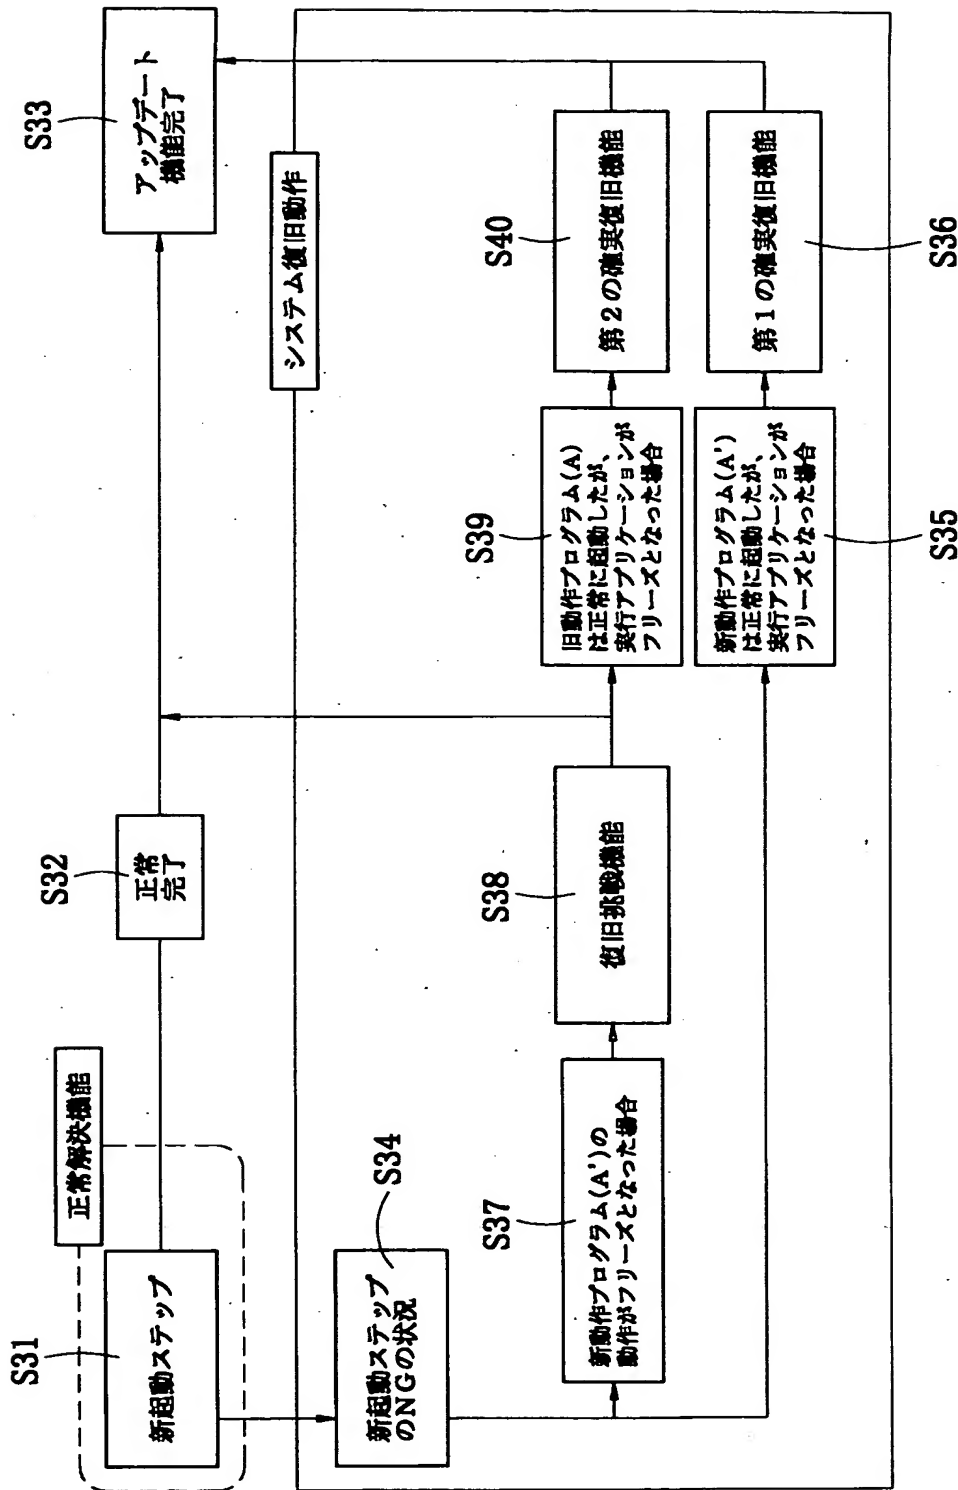 S31
新起動ステップ
正常解決機能
S32
正常
完了
S33
アップデート
機能完了
システム復旧動作
S34
新起動ステップ
のNGの状況
S37
新動作プログラム(A')の
動作がフリーズとなった場合
S38
復旧挑戦機能
S39
旧動作プログラム(A)
は正常に起動したが、
実行アプリケーションが
フリーズとなった場合
S40
第2の確実復旧機能
新動作プログラム(A')
は正常に起動したが、
実行アプリケーションが
フリーズとなった場合
S35
第1の確実復旧機能
S36